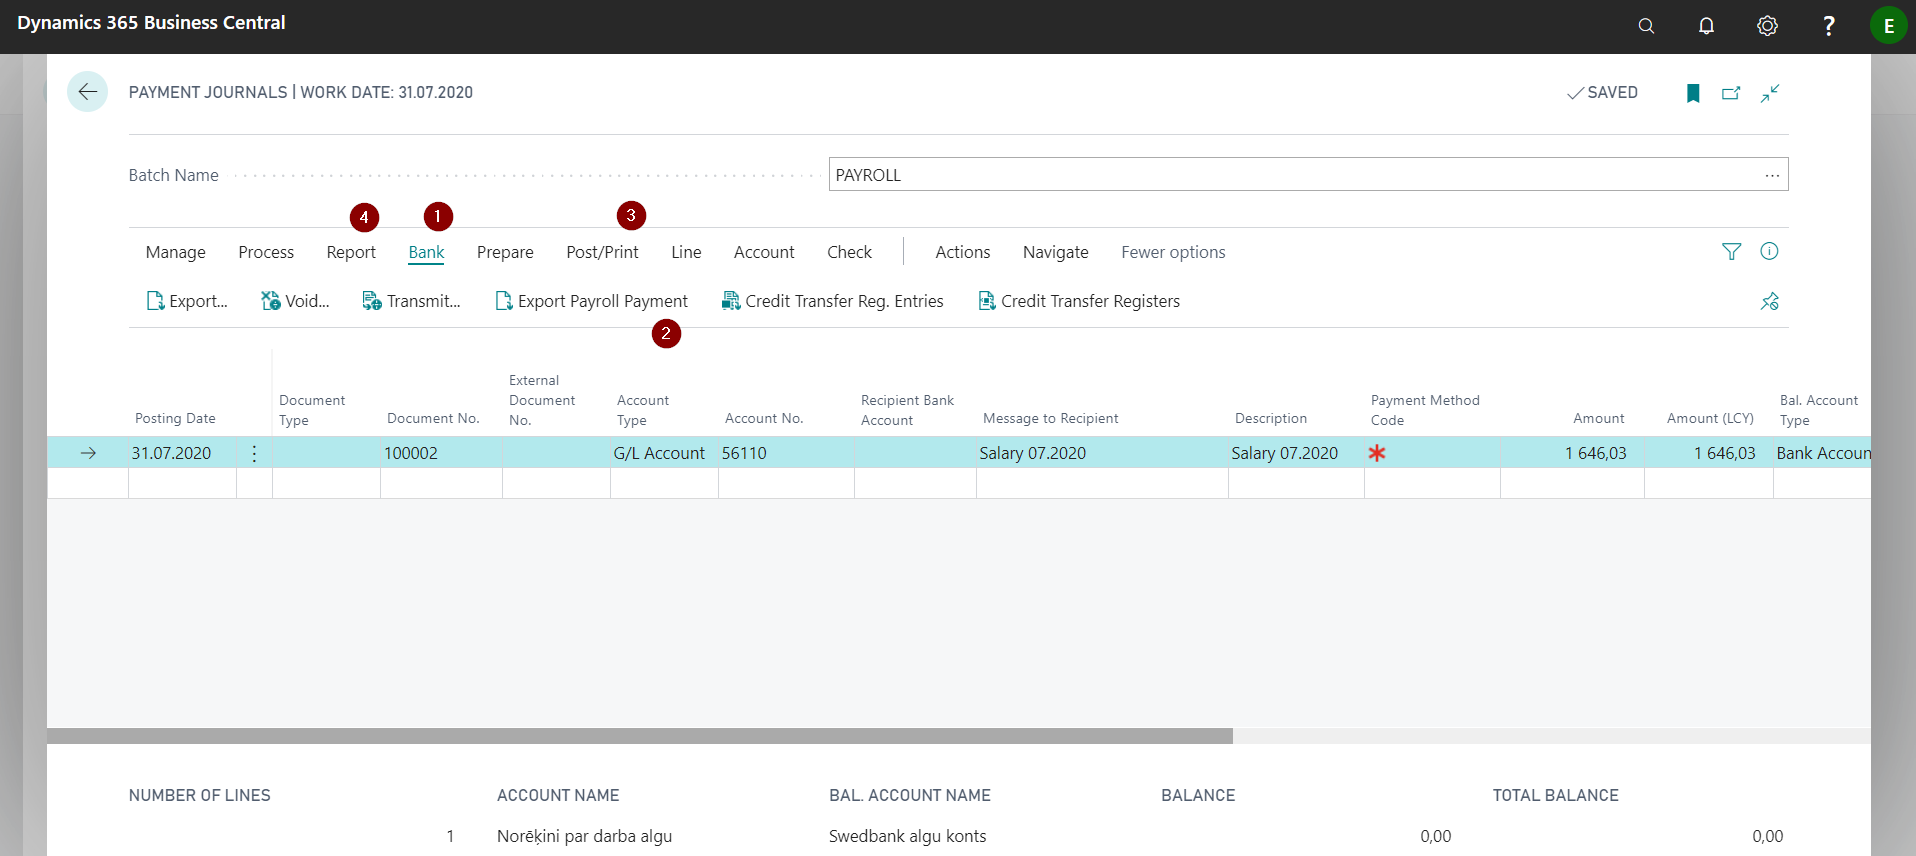 Dynamics 365 Business Central
E
PAYMENT JOURNALS | WORK DATE: 31.07.2020
SAVED
Batch Name
PAYROLL
4
1
3
Manage Process Report Bank Prepare Post/Print Line Account Check Actions Navigate Fewer options
Export... Void... Transmit... Export Payroll Payment Credit Transfer Reg. Entries Credit Transfer Registers
2
Posting Date
Document Type
Document No.
External Document No.
Account Type
Account No.
Recipient Bank Account
Message to Recipient
Description
Payment Method Code
Amount
Amount (LCY)
Bal. Account Type
31.07.2020 100002 G/L Account 56110 Salary 07.2020 Salary 07.2020 1 646,03 1 646,03 Bank Accoun
NUMBER OF LINES ACCOUNT NAME BAL. ACCOUNT NAME BALANCE TOTAL BALANCE
1 Norēķini par darba algu Swedbank algu konts 0,00 0,00